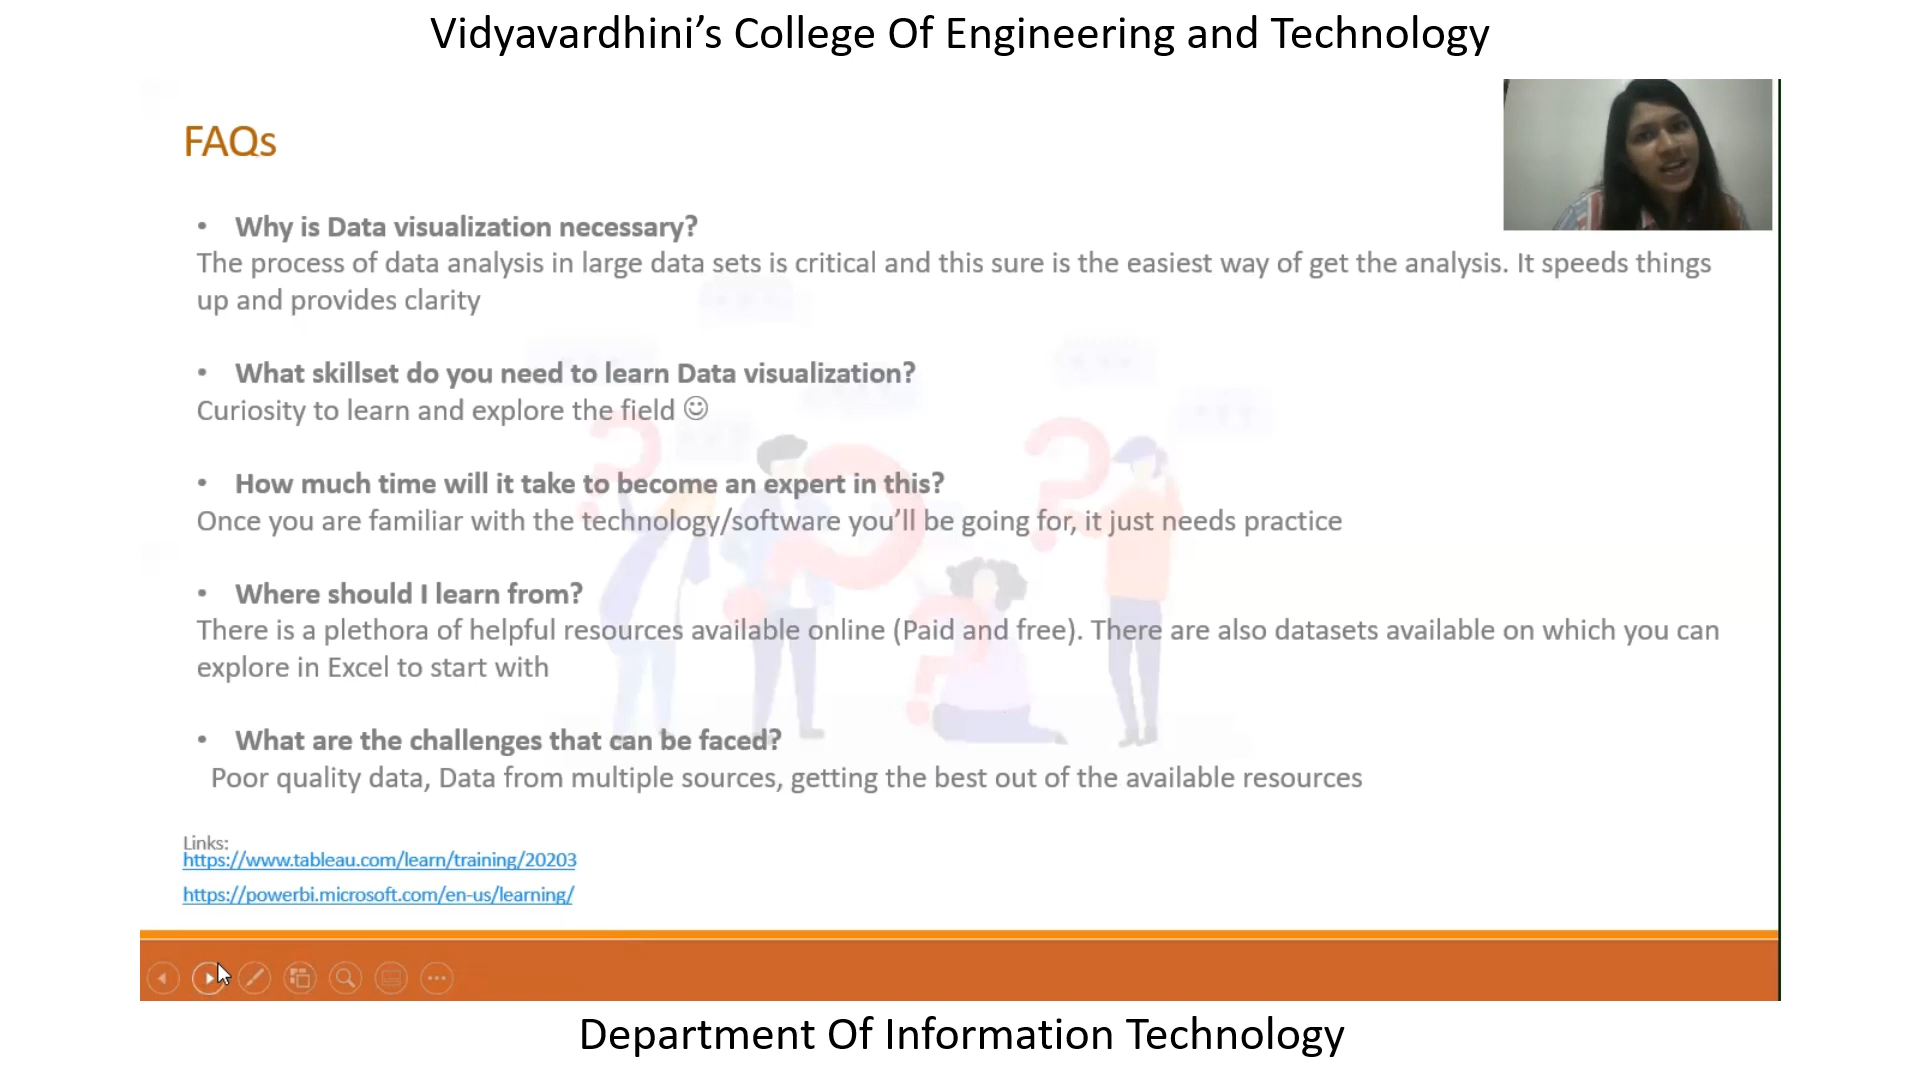 Vidyavardhini’s College Of Engineering and Technology
FAQs
• Why is Data visualization necessary?
The process of data analysis in large data sets is critical and this sure is the easiest way of get the analysis. It speeds things
up and provides clarity
• What skillset do you need to learn Data visualization?
Curiosity to learn and explore the field ☺
• How much time will it take to become an expert in this?
Once you are familiar with the technology/software you’ll be going for, it just needs practice
• Where should I learn from?
There is a plethora of helpful resources available online (Paid and free). There are also datasets available on which you can
explore in Excel to start with
• What are the challenges that can be faced?
Poor quality data, Data from multiple sources, getting the best out of the available resources
Links:
https://www.tableau.com/learn/training/20203
https://powerbi.microsoft.com/en-us/learning/
Department Of Information Technology